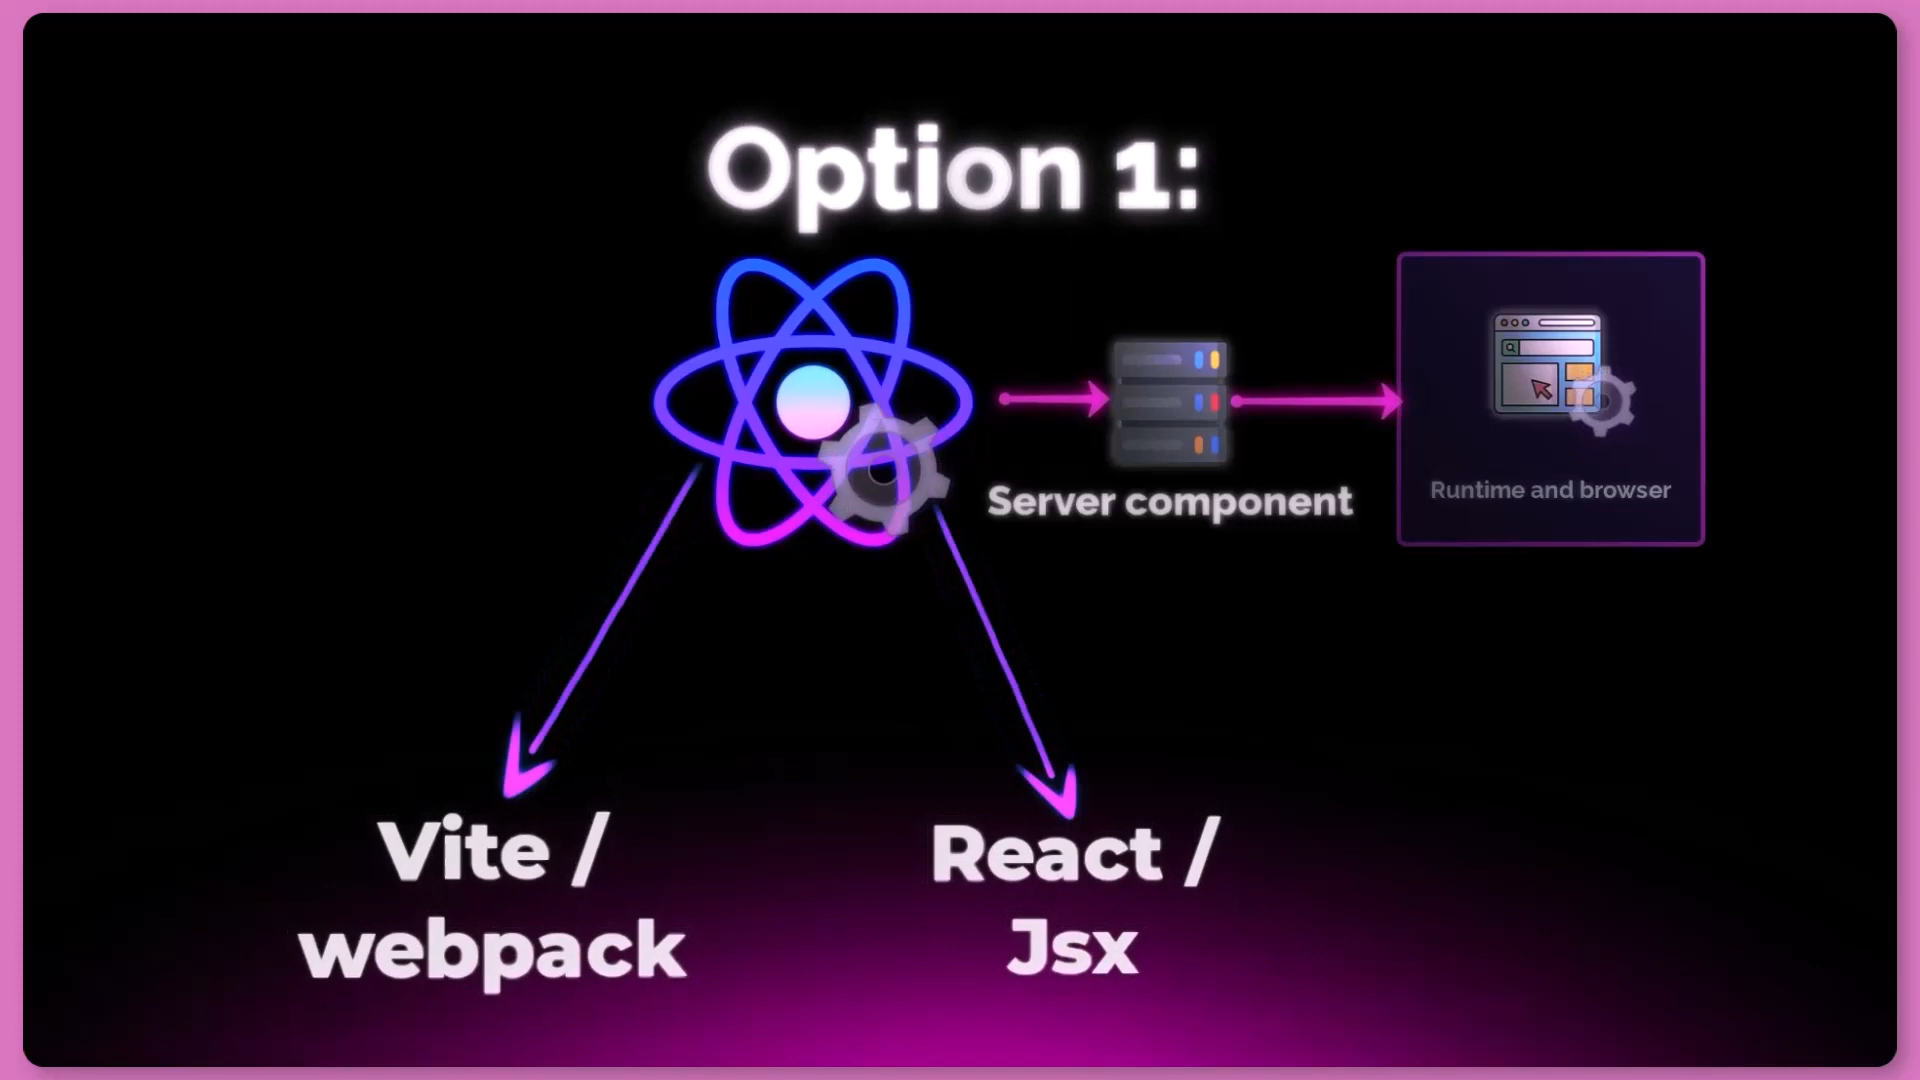 Option 1:
Server component
Runtime and browser
Vite /
webpack
React /
Jsx